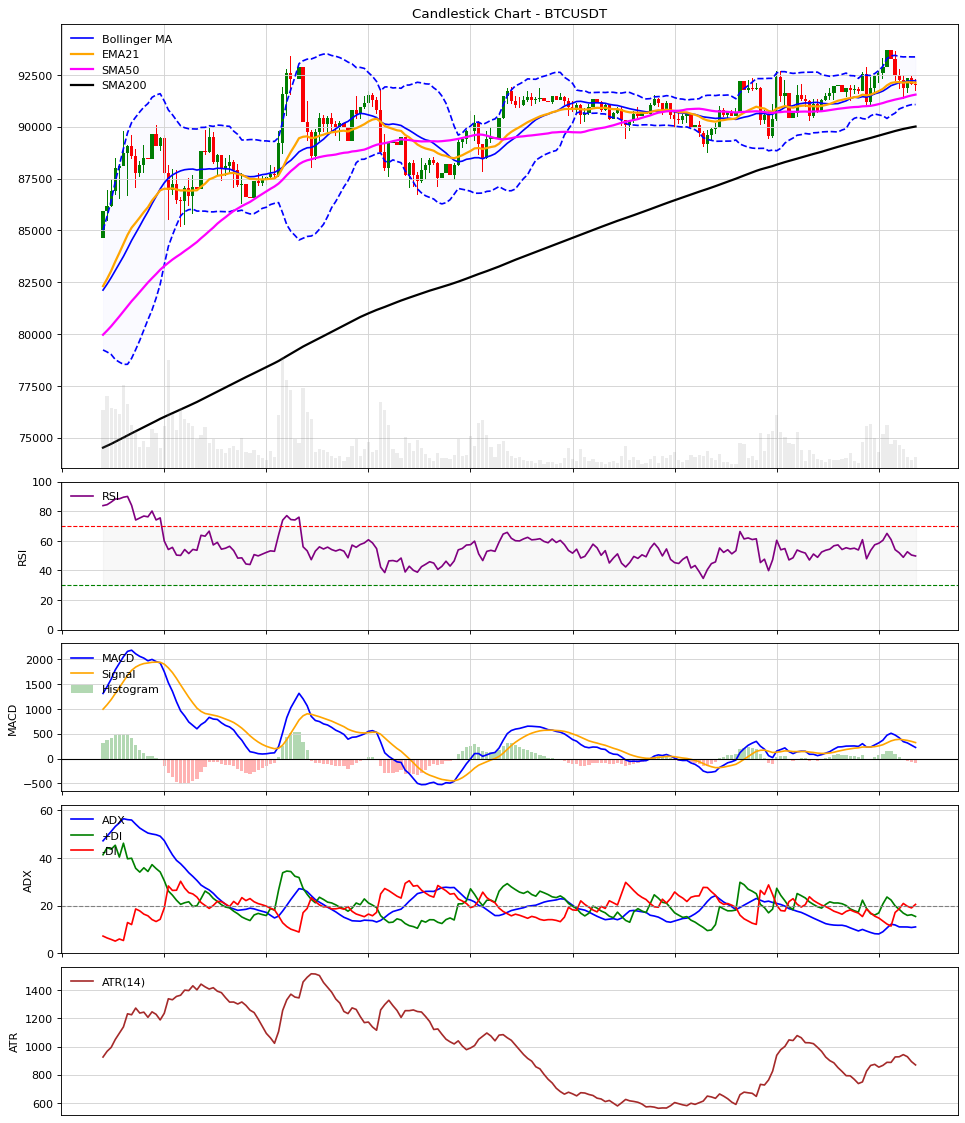 Candlestick Chart - BTCUSDT
Bollinger MA
EMA21
SMA50
SMA200
92500
90000
87500
85000
82500
80000
77500
75000
RSI
RSI
100
80
60
40
20
0
MACD
Signal
Histogram
MACD
2000
1500
1000
500
0
−500
ADX
+DI
-DI
ADX
60
40
20
0
ATR(14)
ATR
1400
1200
1000
800
600